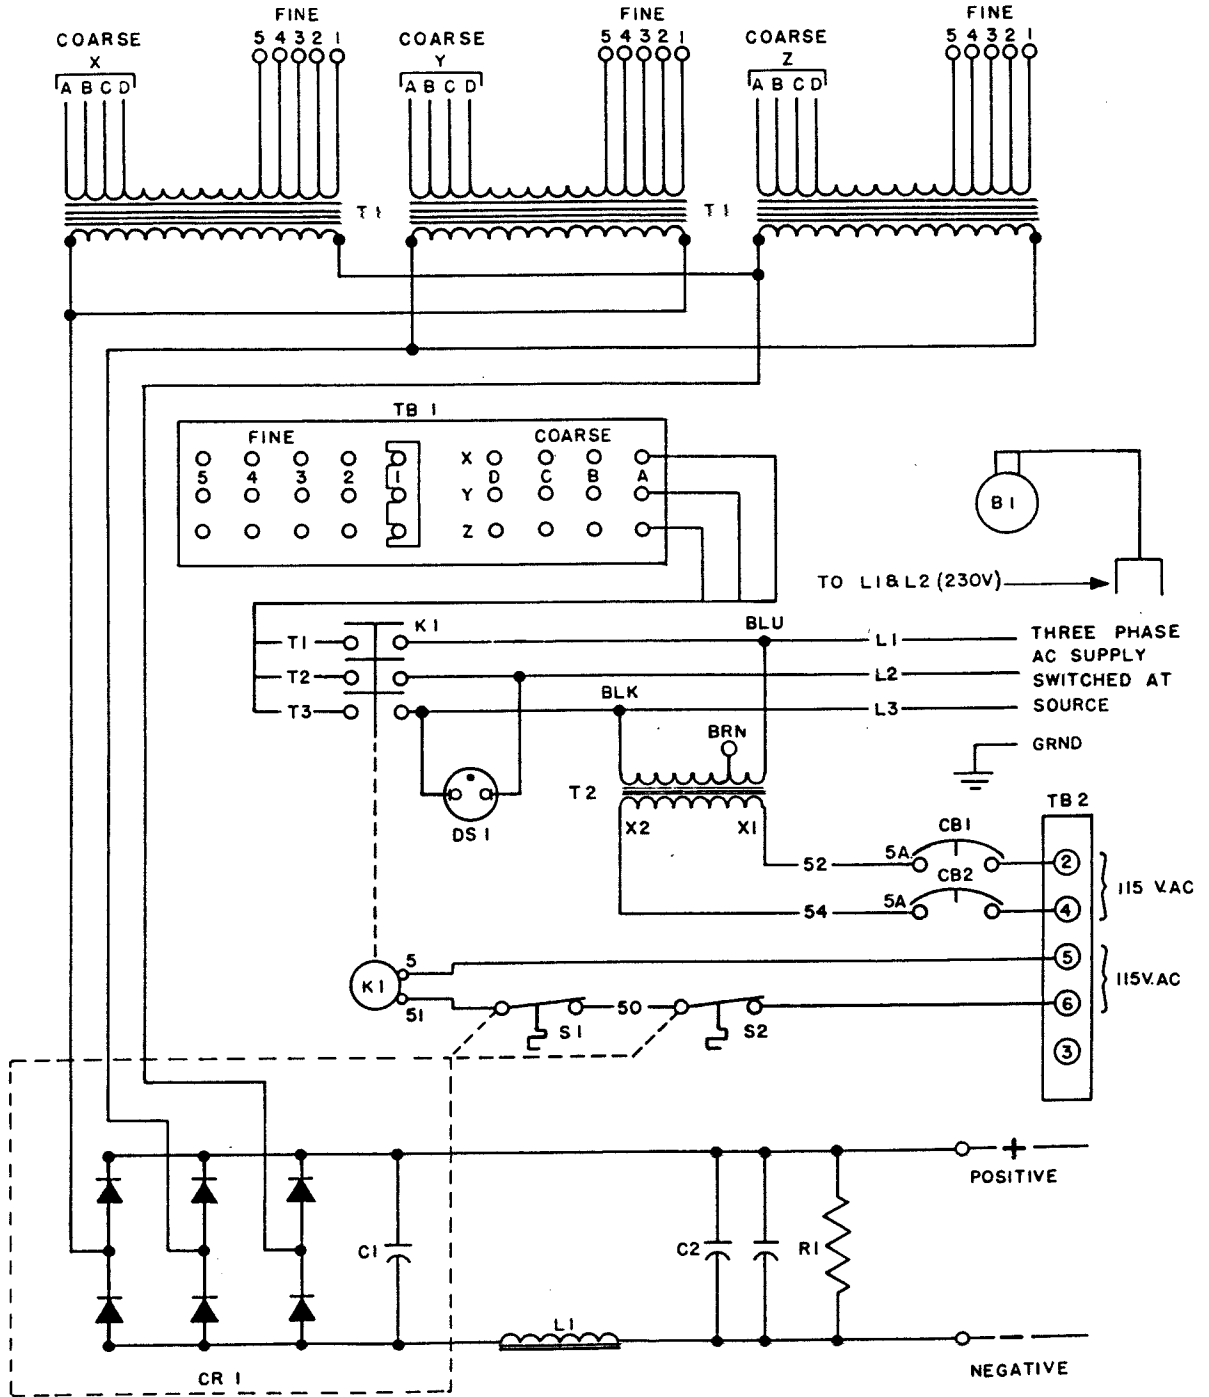 FINE
FINE
FINE
COARSE
X
5 4 3 2 1
COARSE
Y
5 4 3 2 1
COARSE
Z
5 4 3 2 1
A B C D
A B C D
A B C D
T1
T1
TB 1
FINE
COARSE
X
5 4 3 2 1
D C B A
Y
Z
B1
TO L1 & L2 (230V)
K1
BLU
T1
L1
THREE PHASE
AC SUPPLY
SWITCHED AT
SOURCE
T2
L2
BLK
T3
L3
BRN
GRND
T2
DS1
X2
X1
TB2
CB1
52
5A
2
115 V.AC
CB2
54
5A
4
5
5
115V.AC
K1
51
50
6
S1
S2
3
+
POSITIVE
C1
C2
R1
L1
–
CR 1
NEGATIVE